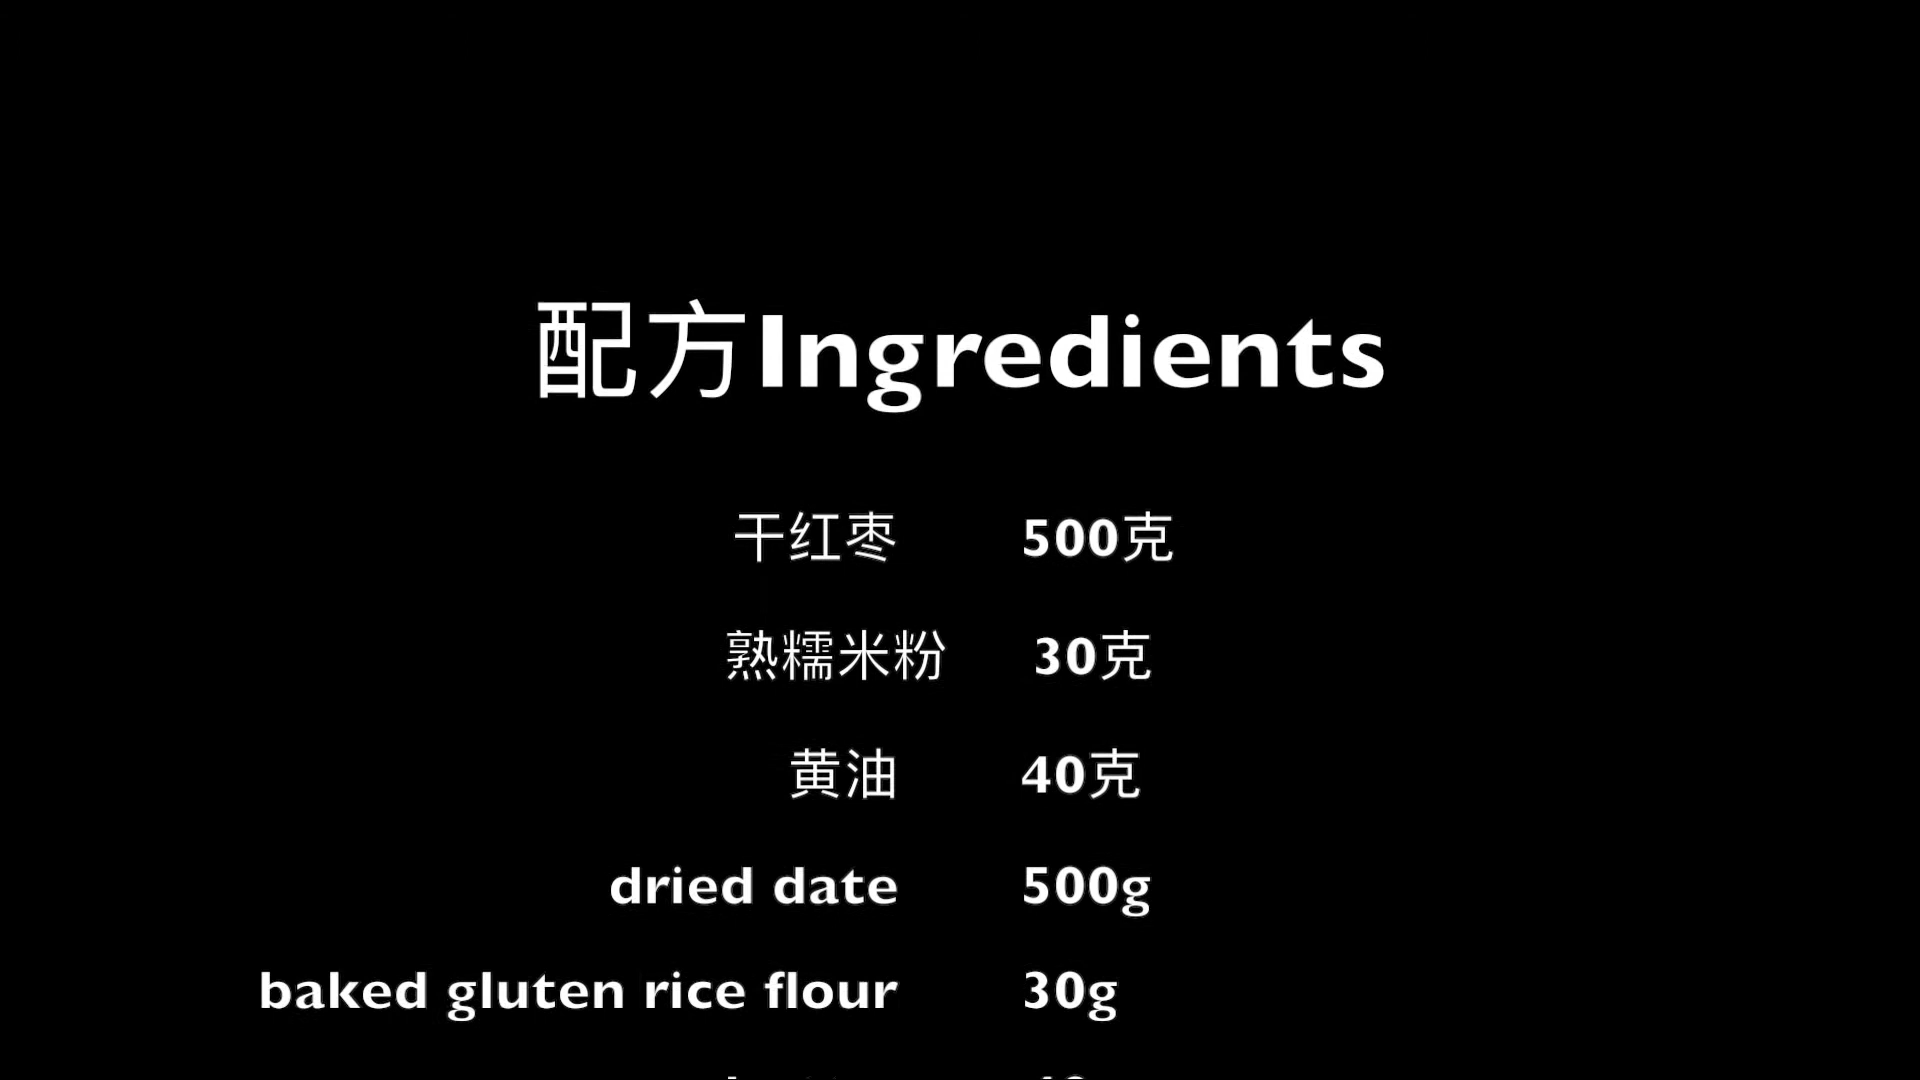 配方Ingredients
干红枣 500克
熟糯米粉 30克
黄油 40克
dried date 500g
baked gluten rice flour 30g